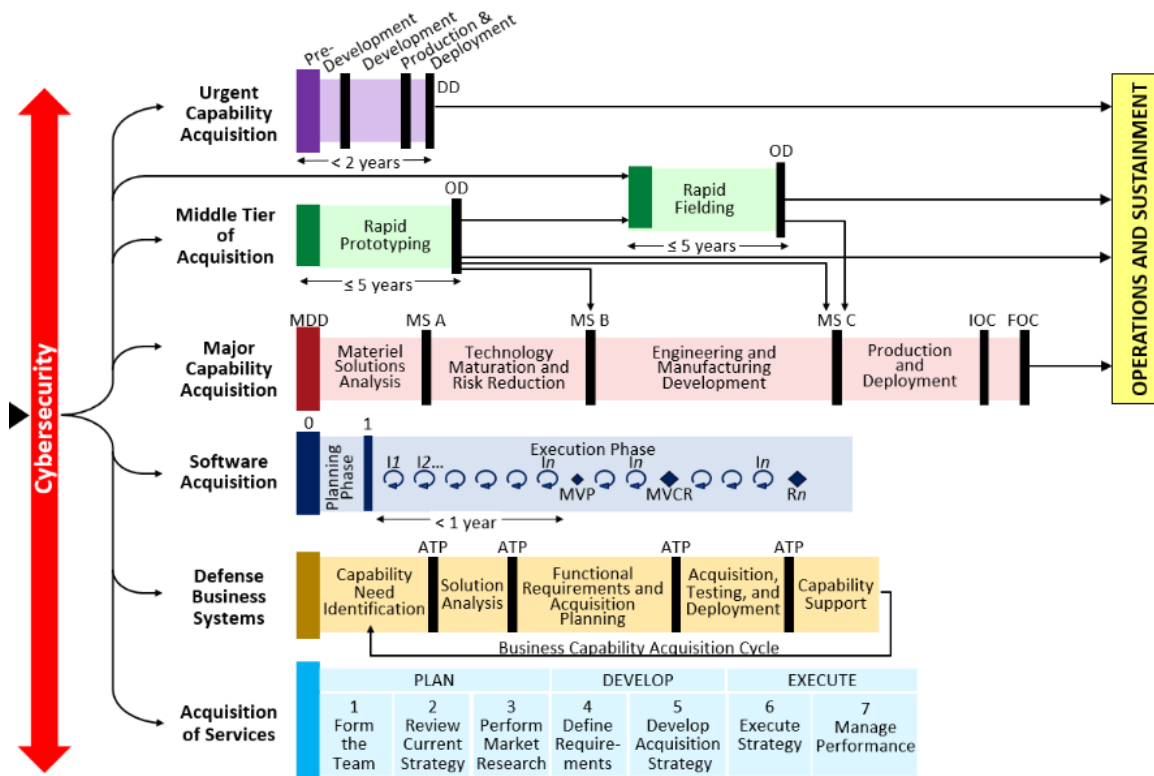 Pre-
Development
Development
Production &
Deployment
Urgent
Capability
Acquisition
DD
< 2 years
Cybersecurity
OPERATIONS AND SUSTAINMENT
Middle Tier
of
Acquisition
Rapid
Prototyping
OD
≤ 5 years
Rapid
Fielding
OD
≤ 5 years
Major
Capability
Acquisition
MDD
MS A
MS B
MS C
IOC
FOC
Materiel
Solutions
Analysis
Technology
Maturation and
Risk Reduction
Engineering and
Manufacturing
Development
Production
and
Deployment
Software
Acquisition
0
1
Planning
Phase
Execution Phase
I1
I2...
In
In
In
MVP
MVCR
Rn
< 1 year
Defense
Business
Systems
ATP
ATP
ATP
ATP
Capability
Need
Identification
Solution
Analysis
Functional
Requirements and
Acquisition
Planning
Acquisition,
Testing, and
Deployment
Capability
Support
Business Capability Acquisition Cycle
Acquisition
of Services
PLAN
DEVELOP
EXECUTE
1
Form
the
Team
2
Review
Current
Strategy
3
Perform
Market
Research
4
Define
Require-
ments
5
Develop
Acquisition
Strategy
6
Execute
Strategy
7
Manage
Performance